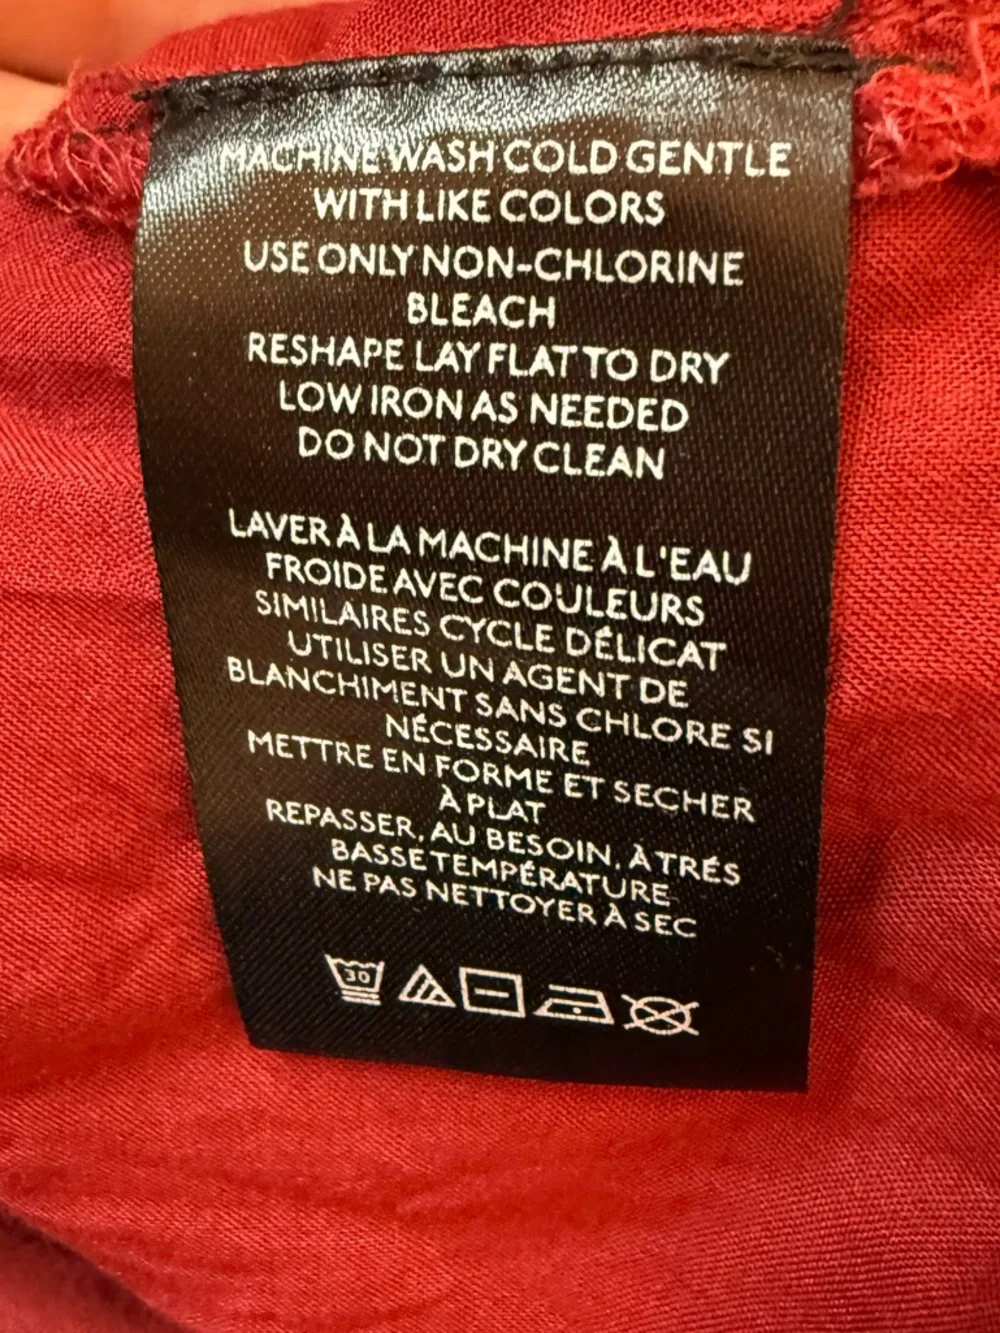 MACHINE WASH COLD GENTLE
WITH LIKE COLORS
USE ONLY NON-CHLORINE
BLEACH
RESHAPE LAY FLAT TO DRY
LOW IRON AS NEEDED
DO NOT DRY CLEAN
LAVER À LA MACHINE À L'EAU
FROIDE AVEC COULEURS
SIMILAIRES CYCLE DÉLICAT
UTILISER UN AGENT DE
BLANCHIMENT SANS CHLORE SI
NÉCESSAIRE
METTRE EN FORME ET SECHER
À PLAT
REPASSER, AU BESOIN, À TRÉS
BASSE TEMPÉRATURE
NE PAS NETTOYER À SEC
30